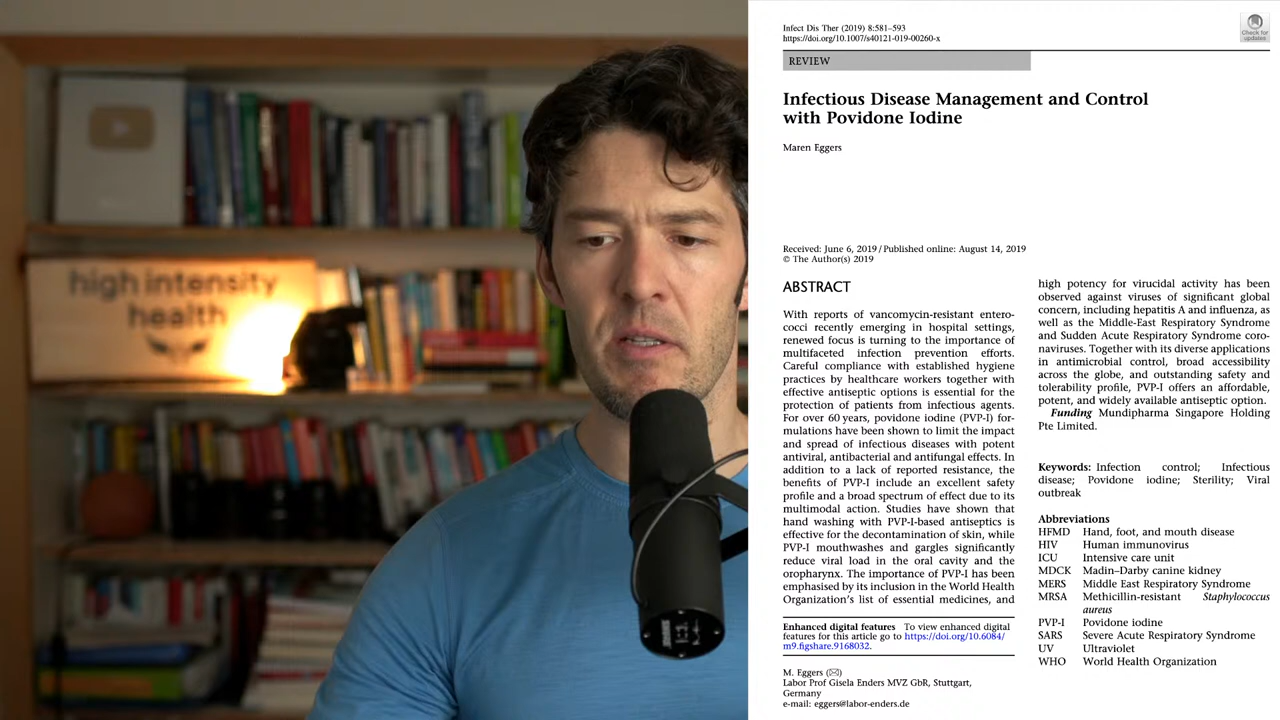 high intensity
health
Infect Dis Ther (2019) 8:581–593
https://doi.org/10.1007/s40121-019-00260-x
Check for
updates
REVIEW
Infectious Disease Management and Control
with Povidone Iodine
Maren Eggers
Received: June 6, 2019 / Published online: August 14, 2019
© The Author(s) 2019
ABSTRACT
With reports of vancomycin-resistant entero-
cocci recently emerging in hospital settings,
renewed focus is turning to the importance of
multifaceted infection prevention efforts.
Careful compliance with established hygiene
practices by healthcare workers together with
effective antiseptic options is essential for the
protection of patients from infectious agents.
For over 60 years, povidone iodine (PVP-I) for-
mulations have been shown to limit the impact
and spread of infectious diseases with potent
antiviral, antibacterial and antifungal effects. In
addition to a lack of reported resistance, the
benefits of PVP-I include an excellent safety
profile and a broad spectrum of effect due to its
multimodal action. Studies have shown that
hand washing with PVP-I-based antiseptics is
effective for the decontamination of skin, while
PVP-I mouthwashes and gargles significantly
reduce viral load in the oral cavity and the
oropharynx. The importance of PVP-I has been
emphasised by its inclusion in the World Health
Organization's list of essential medicines, and
high potency for virucidal activity has been
observed against viruses of significant global
concern, including hepatitis A and influenza, as
well as the Middle-East Respiratory Syndrome
and Sudden Acute Respiratory Syndrome coro-
naviruses. Together with its diverse applications
in antimicrobial control, broad accessibility
across the globe, and outstanding safety and
tolerability profile, PVP-I offers an affordable,
potent, and widely available antiseptic option.
Funding Mundipharma Singapore Holding
Pte Limited.
Keywords: Infection control; Infectious
disease; Povidone iodine; Sterility; Viral
outbreak
Abbreviations
HFMD Hand, foot, and mouth disease
HIV Human immunovirus
ICU Intensive care unit
MDCK Madin–Darby canine kidney
MERS Middle East Respiratory Syndrome
MRSA Methicillin-resistant Staphylococcus
aureus
PVP-I Povidone iodine
SARS Severe Acute Respiratory Syndrome
UV Ultraviolet
WHO World Health Organization
Enhanced digital features To view enhanced digital
features for this article go to https://doi.org/10.6084/
m9.figshare.9168032.
M. Eggers (✉)
Labor Prof Gisela Enders MVZ GbR, Stuttgart,
Germany
e-mail: eggers@labor-enders.de